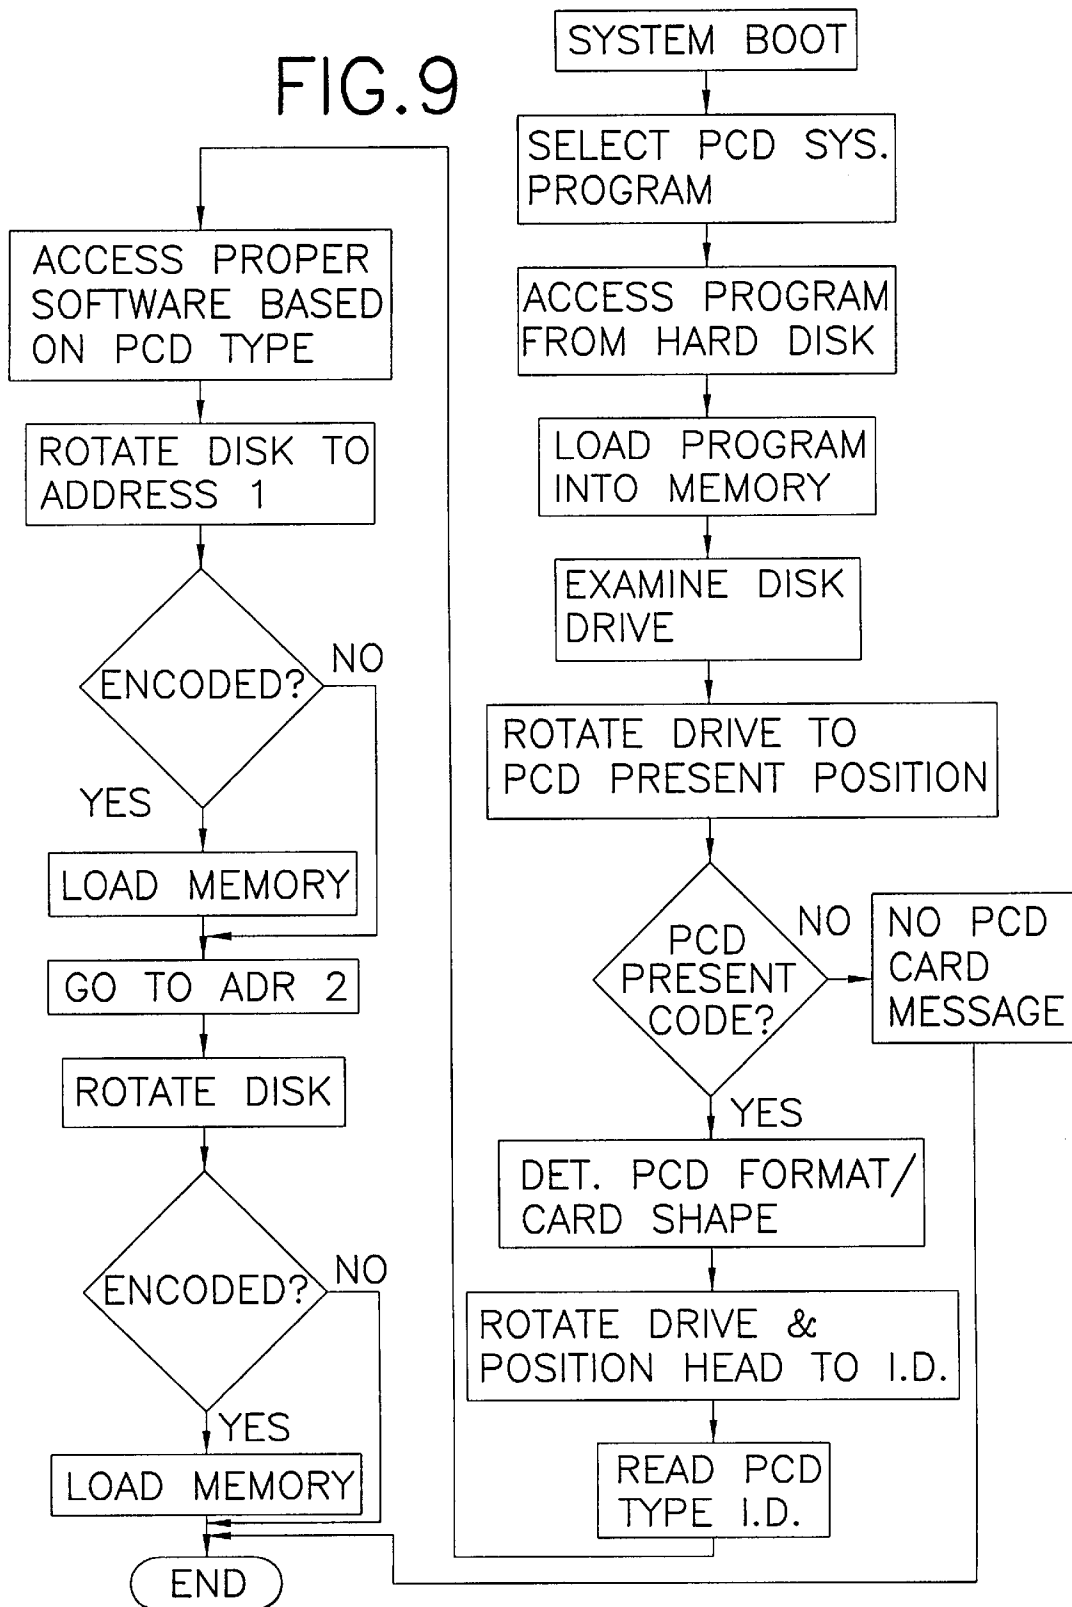 FIG.9
SYSTEM BOOT
SELECT PCD SYS.
PROGRAM
ACCESS PROGRAM
FROM HARD DISK
LOAD PROGRAM
INTO MEMORY
EXAMINE DISK
DRIVE
ROTATE DRIVE TO
PCD PRESENT POSITION
PCD
PRESENT
CODE?
NO
NO PCD
CARD
MESSAGE
YES
DET. PCD FORMAT/
CARD SHAPE
ROTATE DRIVE &
POSITION HEAD TO I.D.
READ PCD
TYPE I.D.
ACCESS PROPER
SOFTWARE BASED
ON PCD TYPE
ROTATE DISK TO
ADDRESS 1
ENCODED?
NO
YES
LOAD MEMORY
GO TO ADR 2
ROTATE DISK
ENCODED?
NO
YES
LOAD MEMORY
END